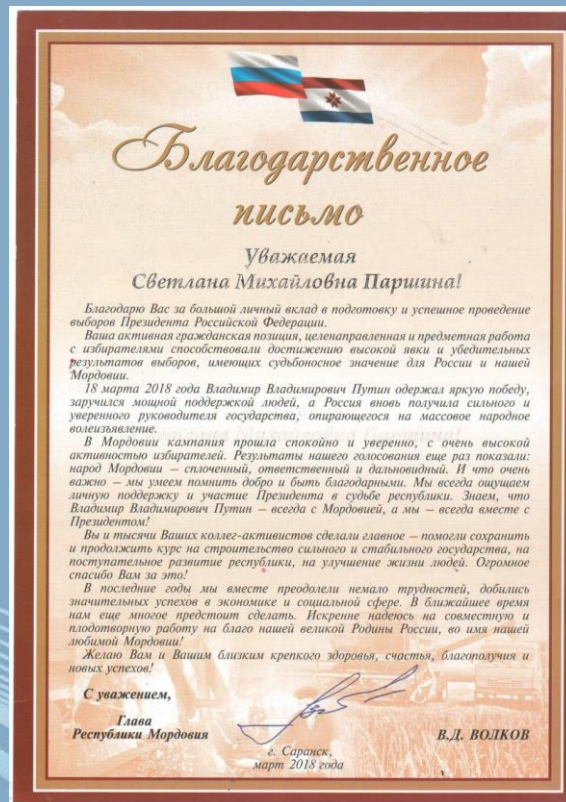 Благодарственное
письмо
Уважаемая
Светлана Михайловна Паршина!
Благодарю Вас за большой личный вклад в подготовку и успешное проведение
выборов Президента Российской Федерации.
Ваша активная гражданская позиция, целенаправленная и предметная работа
с избирателями способствовали достижению высокой явки и убедительных
результатов выборов, имеющих судьбоносное значение для России и нашей
Мордовии.
18 марта 2018 года Владимир Владимирович Путин одержал яркую победу,
заручился мощной поддержкой людей, а Россия вновь получила сильного и
уверенного руководителя государства, опирающегося на массовое народное
волеизъявление.
В Мордовии кампания прошла спокойно и уверенно, с очень высокой
активностью избирателей. Результаты нашего голосования еще раз показали:
народ Мордовии – сплоченный, ответственный и дальновидный. И что очень
важно – мы умеем помнить добро и быть благодарными. Мы всегда ощущаем
личную поддержку и участие Президента в судьбе республики. Знаем, что
Владимир Владимирович Путин – всегда с Мордовией, а мы – всегда вместе с
Президентом!
Вы и тысячи Ваших коллег-активистов сделали главное – помогли сохранить
и продолжить курс на строительство сильного и стабильного государства, на
поступательное развитие республики, на улучшение жизни людей. Огромное
спасибо Вам за это!
В последние годы мы вместе преодолели немало трудностей, добились
значительных успехов в экономике и социальной сфере. В ближайшее время
нам еще многое предстоит сделать. Искренне надеюсь на совместную и
плодотворную работу на благо нашей великой Родины России, во имя нашей
любимой Мордовии!
Желаю Вам и Вашим близким крепкого здоровья, счастья, благополучия и
новых успехов!
С уважением,
Глава
Республики Мордовия
В.Д. ВОЛКОВ
г. Саранск,
март 2018 года